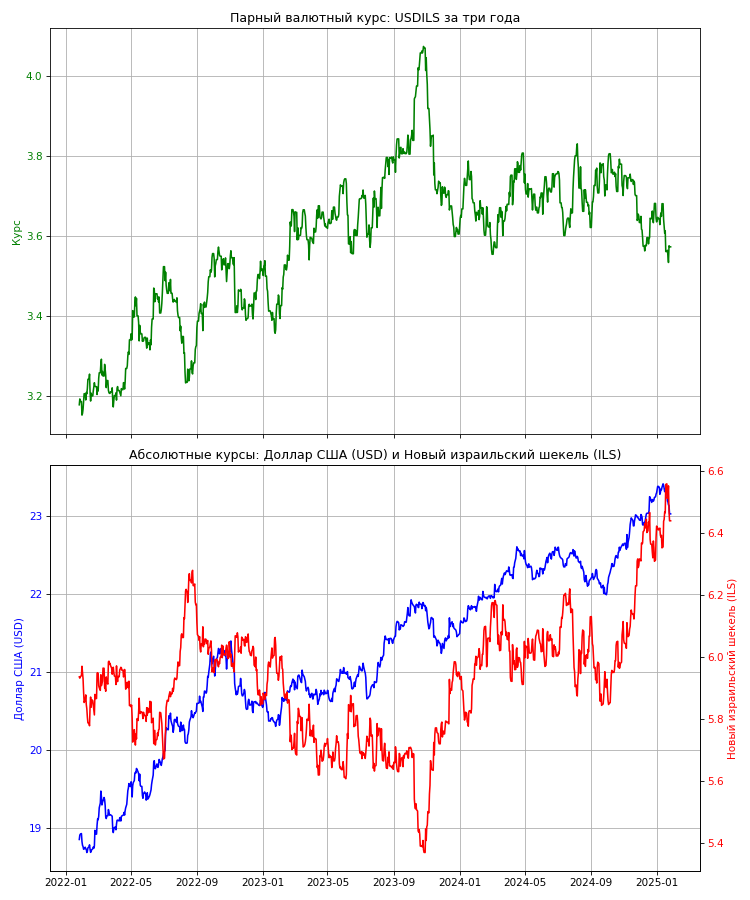 Парный валютный курс: USDILS за три года
Курс
4.0
3.8
3.6
3.4
3.2
Абсолютные курсы: Доллар США (USD) и Новый израильский шекель (ILS)
Доллар США (USD)
23
22
21
20
19
6.6
6.4
6.2
6.0
5.8
5.6
5.4
Новый израильский шекель (ILS)
2022-01 2022-05 2022-09 2023-01 2023-05 2023-09 2024-01 2024-05 2024-09 2025-01